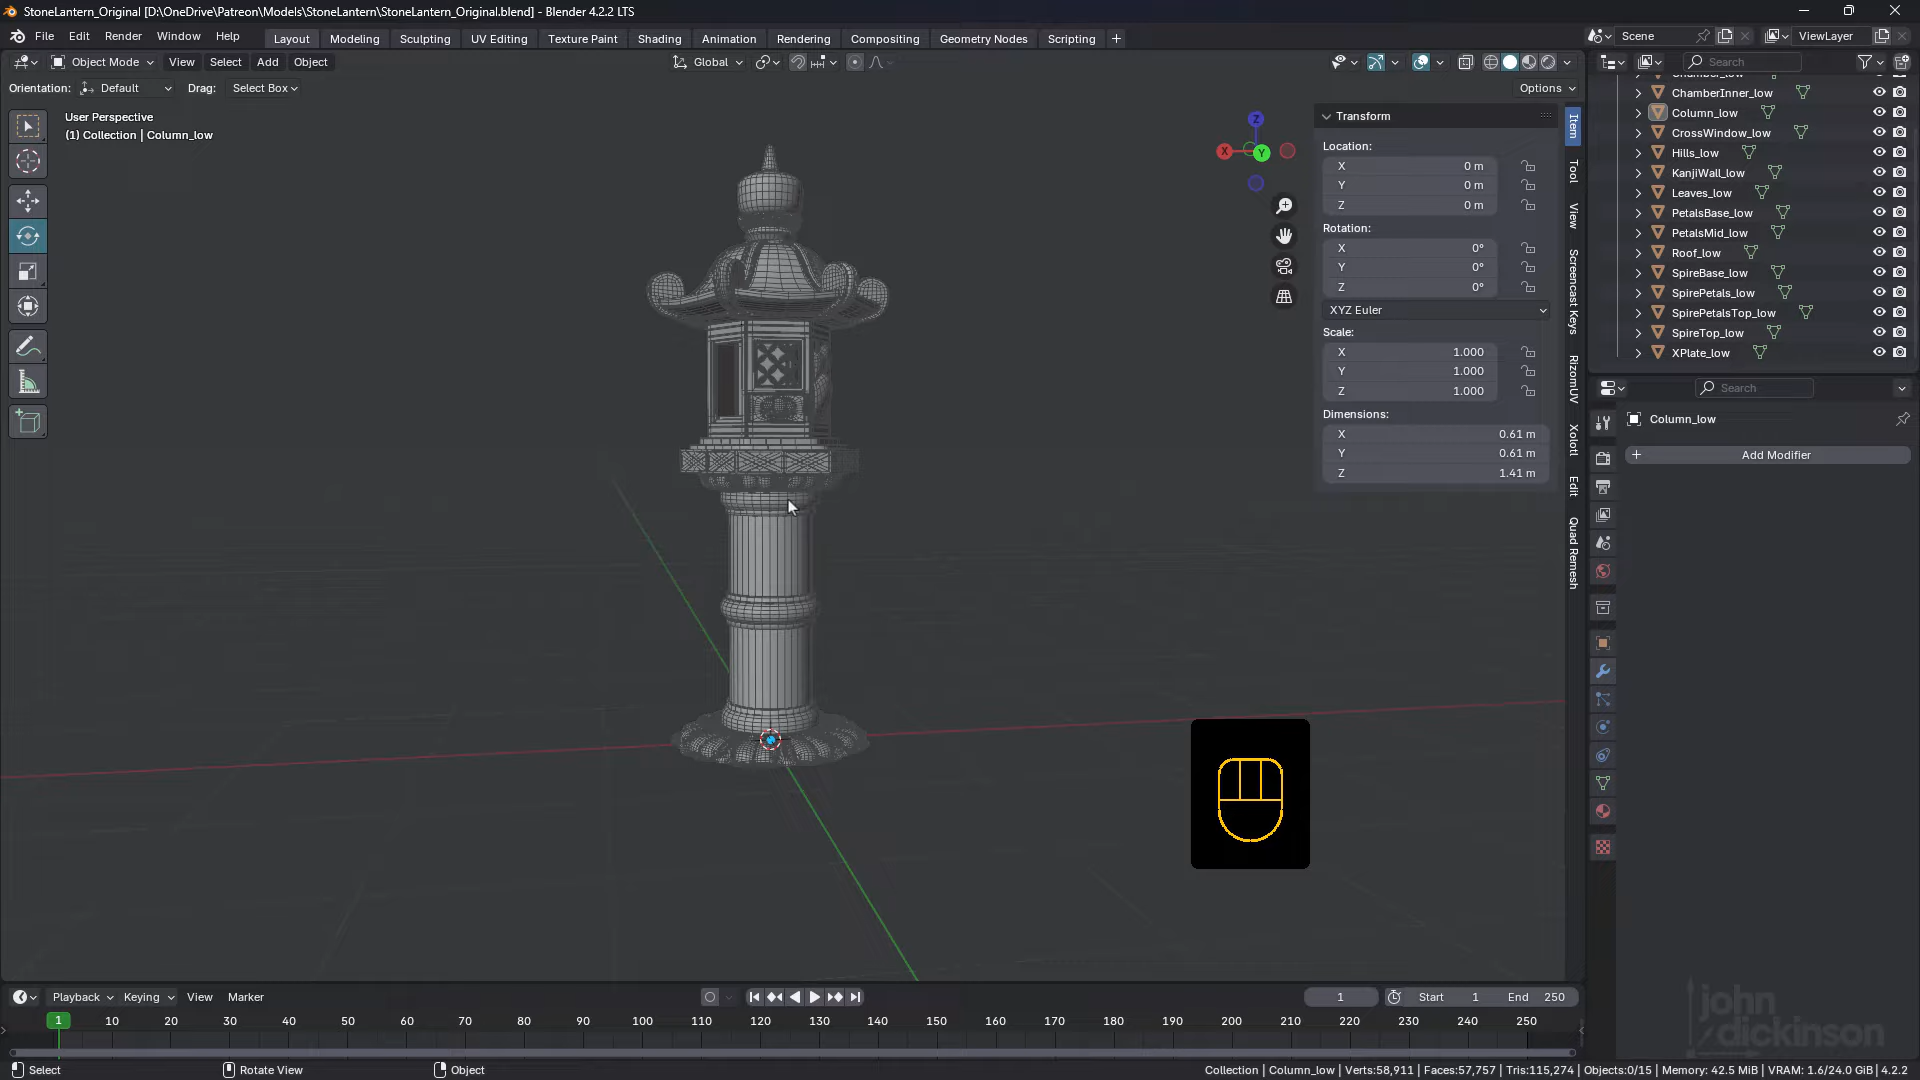 StoneLantern_Original [D:\OneDrive\Patreon\Models\StoneLantern\StoneLantern_Original.blend] - Blender 4.2.2 LTS
File Edit Render Window Help Layout Modeling Sculpting UV Editing Texture Paint Shading Animation Rendering Compositing Geometry Nodes Scripting + Scene ViewLayer
Object Mode View Select Add Object Global Search
Orientation: Default Drag: Select Box Options
User Perspective
(1) Collection | Column_low
Z
X
Y
Transform
Location:
X 0 m
Y 0 m
Z 0 m
Rotation:
X 0°
Y 0°
Z 0°
XYZ Euler
Scale:
X 1.000
Y 1.000
Z 1.000
Dimensions:
X 0.61 m
Y 0.61 m
Z 1.41 m
Item
Tool
View
Screencast Keys
RizomUV
Xolotl
Edit
Quad Remesh
Chamber_low
ChamberInner_low
Column_low
CrossWindow_low
Hills_low
KanjiWall_low
Leaves_low
PetalsBase_low
PetalsMid_low
Roof_low
SpireBase_low
SpirePetals_low
SpirePetalsTop_low
SpireTop_low
XPlate_low
Search
Column_low
+ Add Modifier
Playback Keying View Marker 1 Start 1 End 250
1 10 20 30 40 50 60 70 80 90 100 110 120 130 140 150 160 170 180 190 200 210 220 230 240 250
john
dickinson
Select Rotate View Object Collection | Column_low | Verts:58,911 | Faces:57,757 | Tris:115,274 | Objects:0/15 | Memory: 42.5 MiB | VRAM: 1.6/24.0 GiB | 4.2.2